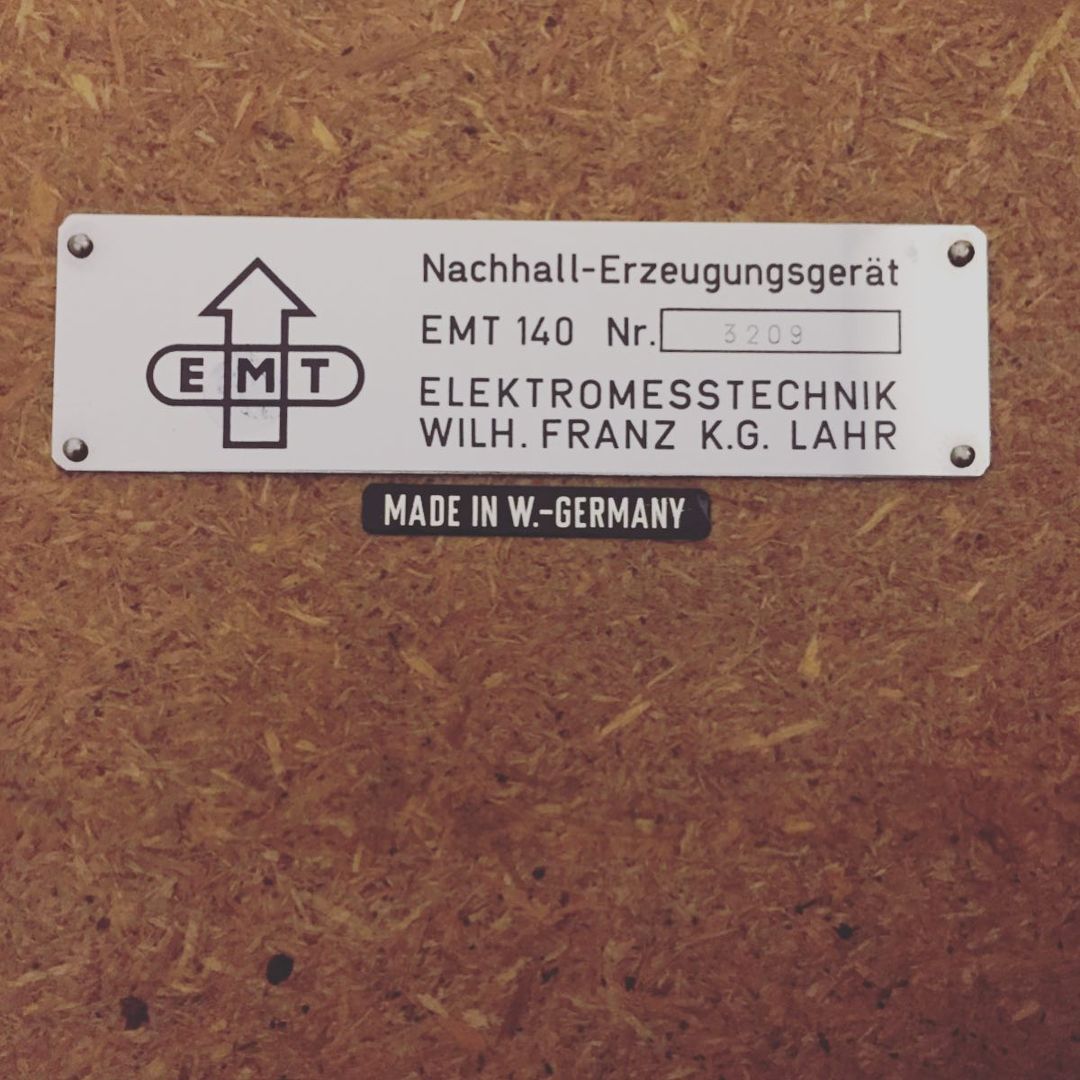 EMT
Nachhall-Erzeugungsgerät
EMT 140 Nr. 3209
ELEKTROMESSTECHNIK
WILH. FRANZ K.G. LAHR
MADE IN W.-GERMANY